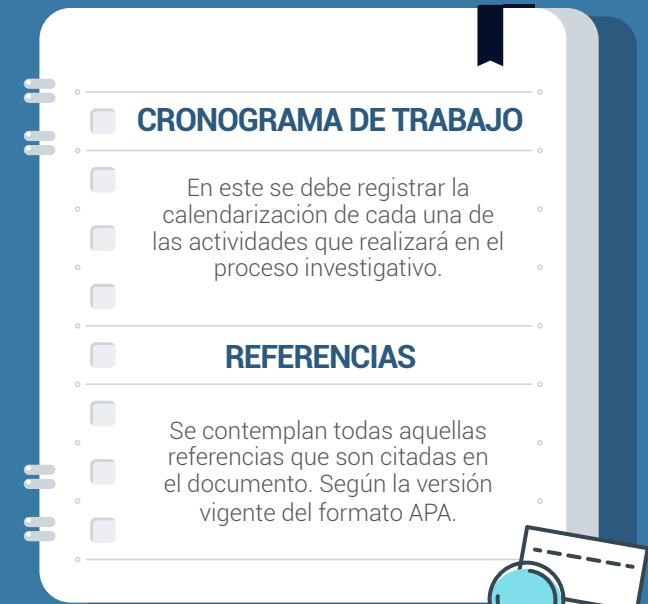 CRONOGRAMA DE TRABAJO
En este se debe registrar la
calendarización de cada una de
las actividades que realizará en el
proceso investigativo.
REFERENCIAS
Se contemplan todas aquellas
referencias que son citadas en
el documento. Según la versión
vigente del formato APA.